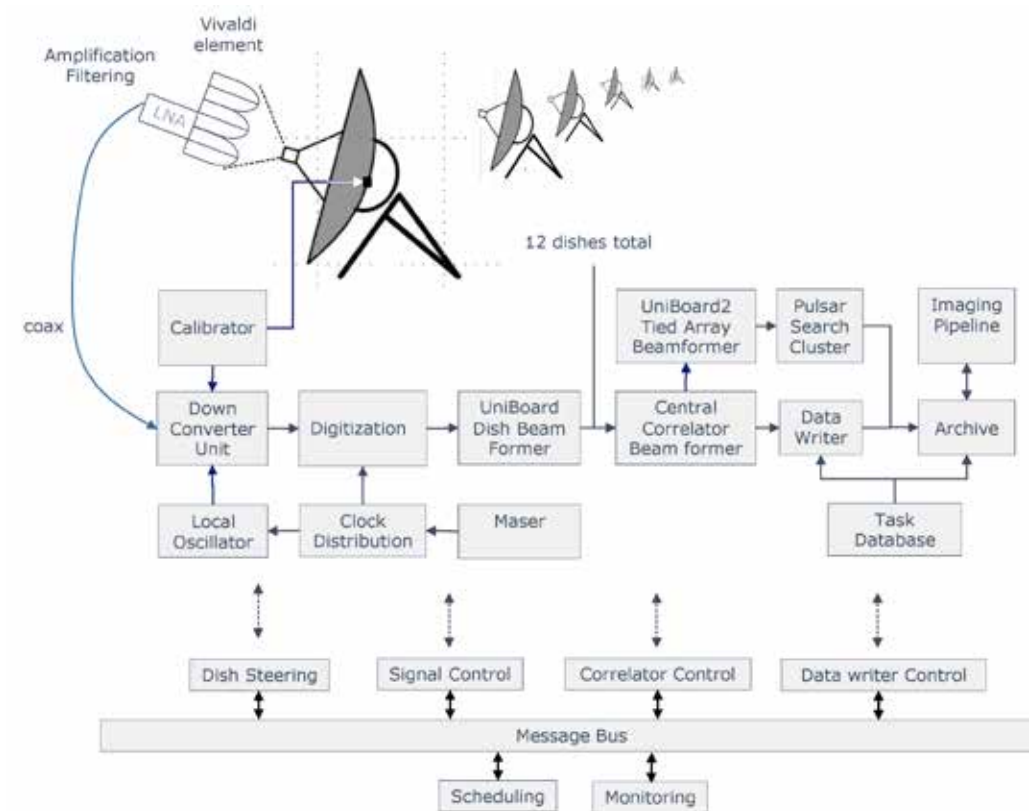 Vivaldi
element
Amplification
Filtering
LNA
12 dishes total
coax
Calibrator
UniBoard2
Tied Array
Beamformer
Pulsar
Search
Cluster
Imaging
Pipeline
Down
Converter
Unit
Digitization
UniBoard
Dish Beam
Former
Central
Correlator
Beam former
Data
Writer
Archive
Local
Oscillator
Clock
Distribution
Maser
Task
Database
Dish Steering
Signal Control
Correlator Control
Data writer Control
Message Bus
Scheduling
Monitoring